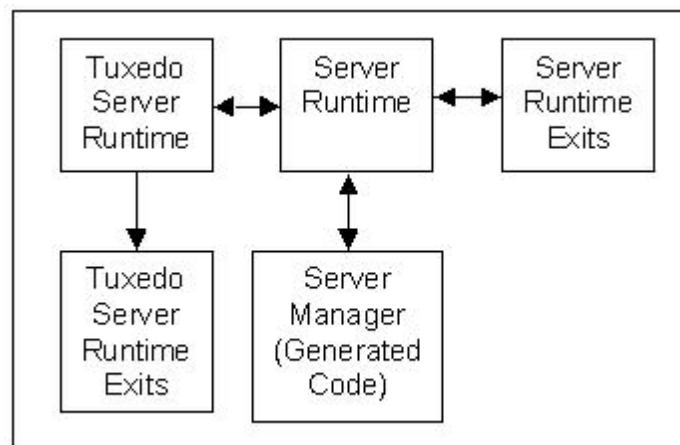 Tuxedo
Server
Runtime
Server
Runtime
Server
Runtime
Exits
Tuxedo
Server
Runtime
Exits
Server
Manager
(Generated
Code)